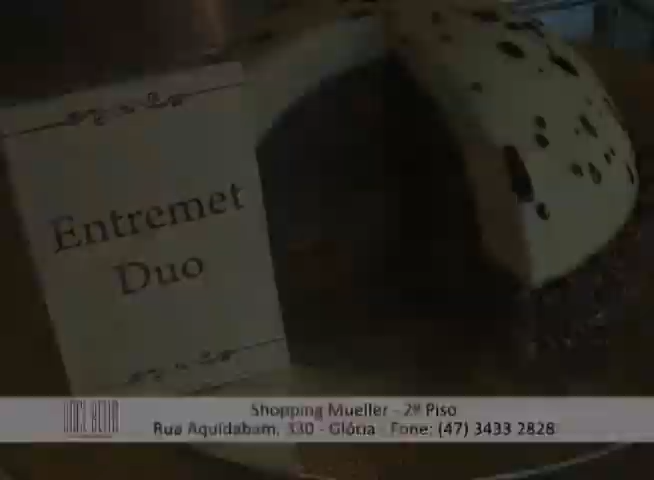 Entremet
Duo
Shopping Mueller - 2º Piso
Rua Aquidabam, 330 - Glória - Fone: (47) 3433 2828